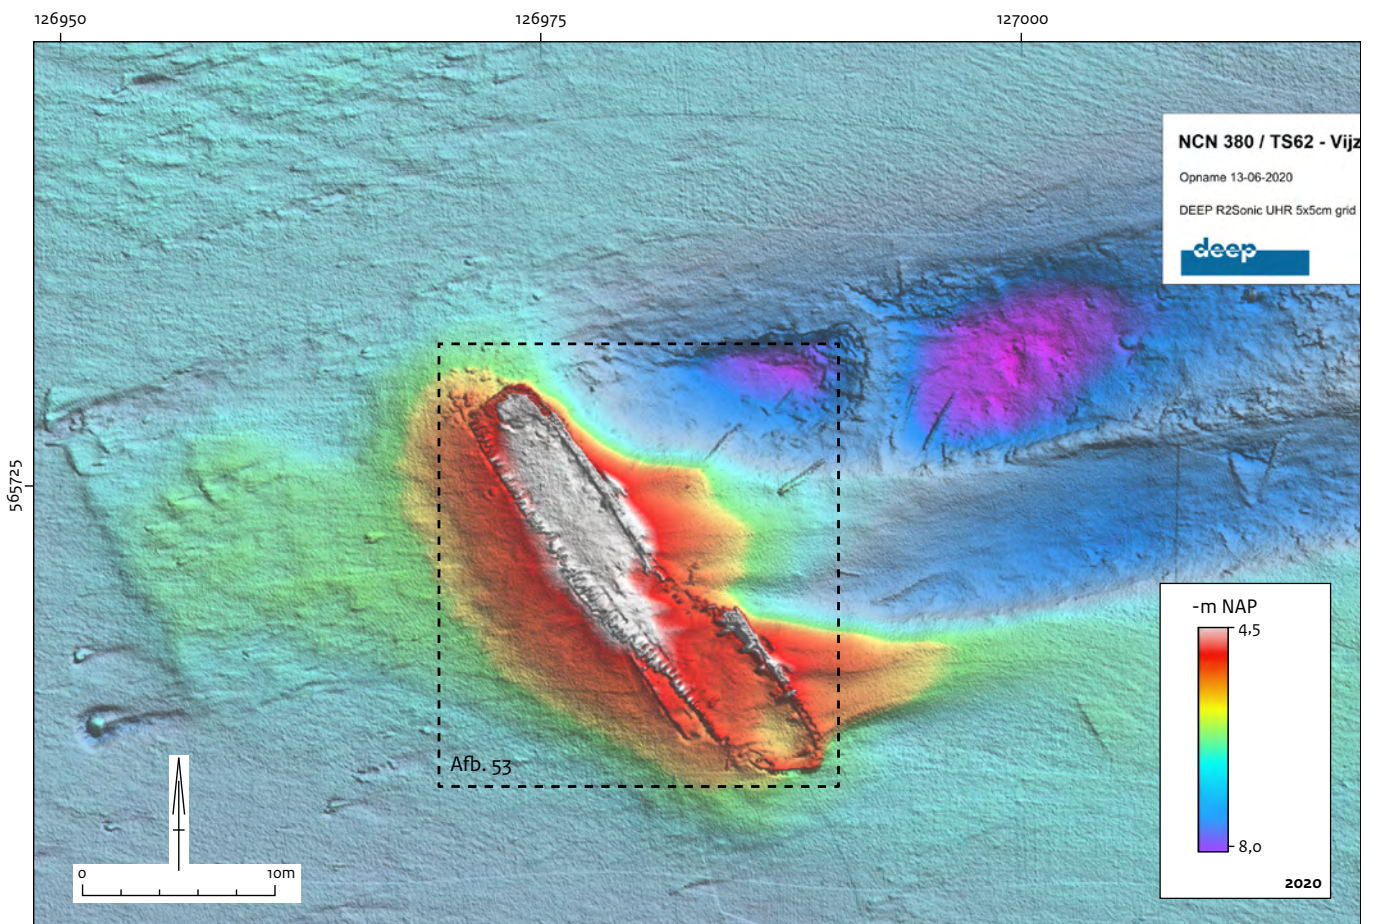 126950
126975
127000
565725
NCN 380 / TS62 - Vijz
Opname 13-06-2020
DEEP R2Sonic UHR 5x5cm grid
deep
Afb. 53
-m NAP
4,5
8,0
2020
0
10m